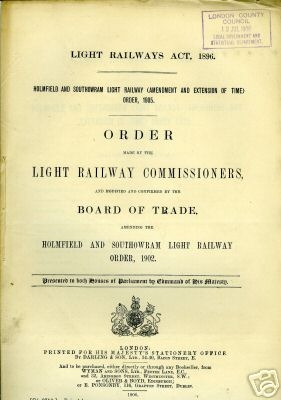 LONDON COUNTY
COUNCIL
LOCAL GOVERNMENT AND
DEPARTMENT.
LIGHT RAILWAYS ACT, 1896.
HOLMFIELD AND SOUTHOWRAM LIGHT RAILWAY (AMENDMENT AND EXTENSION OF TIME)
ORDER, 1905.
ORDER
MADE BY THE
LIGHT RAILWAY COMMISSIONERS,
AND MODIFIED AND CONFIRMED BY THE
BOARD OF TRADE,
AMENDING THE
HOLMFIELD AND SOUTHOWRAM LIGHT RAILWAY
ORDER, 1902.
Presented to both Houses of Parliament by Command of His Majesty.
LONDON:
PRINTED FOR HIS MAJESTY'S STATIONERY OFFICE,
BY DARLING & SON, LTD., 34-40, BACON STREET, E.
And to be purchased, either directly or through any Bookseller, from
WYMAN AND SONS, LTD., FETTER LANE, E.C.,
and 32, ABINGDON STREET, WESTMINSTER, S.W.;
or OLIVER & BOYD, EDINBURGH;
or E. PONSONBY, 116, GRAFTON STREET, DUBLIN.